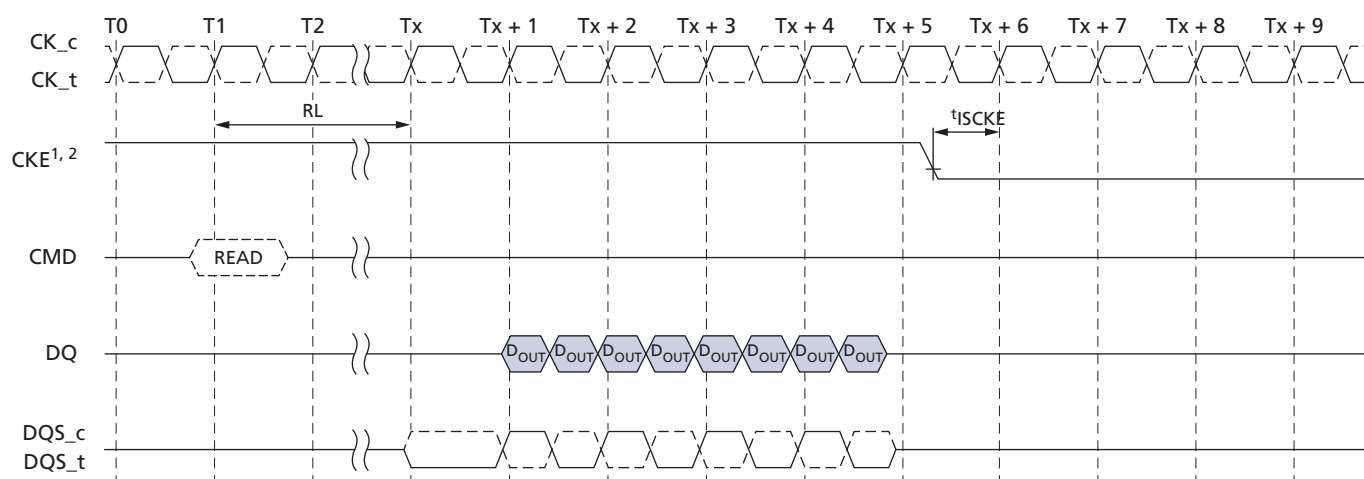 T0 T1 T2 Tx Tx + 1 Tx + 2 Tx + 3 Tx + 4 Tx + 5 Tx + 6 Tx + 7 Tx + 8 Tx + 9
CK_c
CK_t
RL
tISCKE
CKE1, 2
CMD
READ
DQ
DOUT DOUT DOUT DOUT DOUT DOUT DOUT DOUT
DQS_c
DQS_t